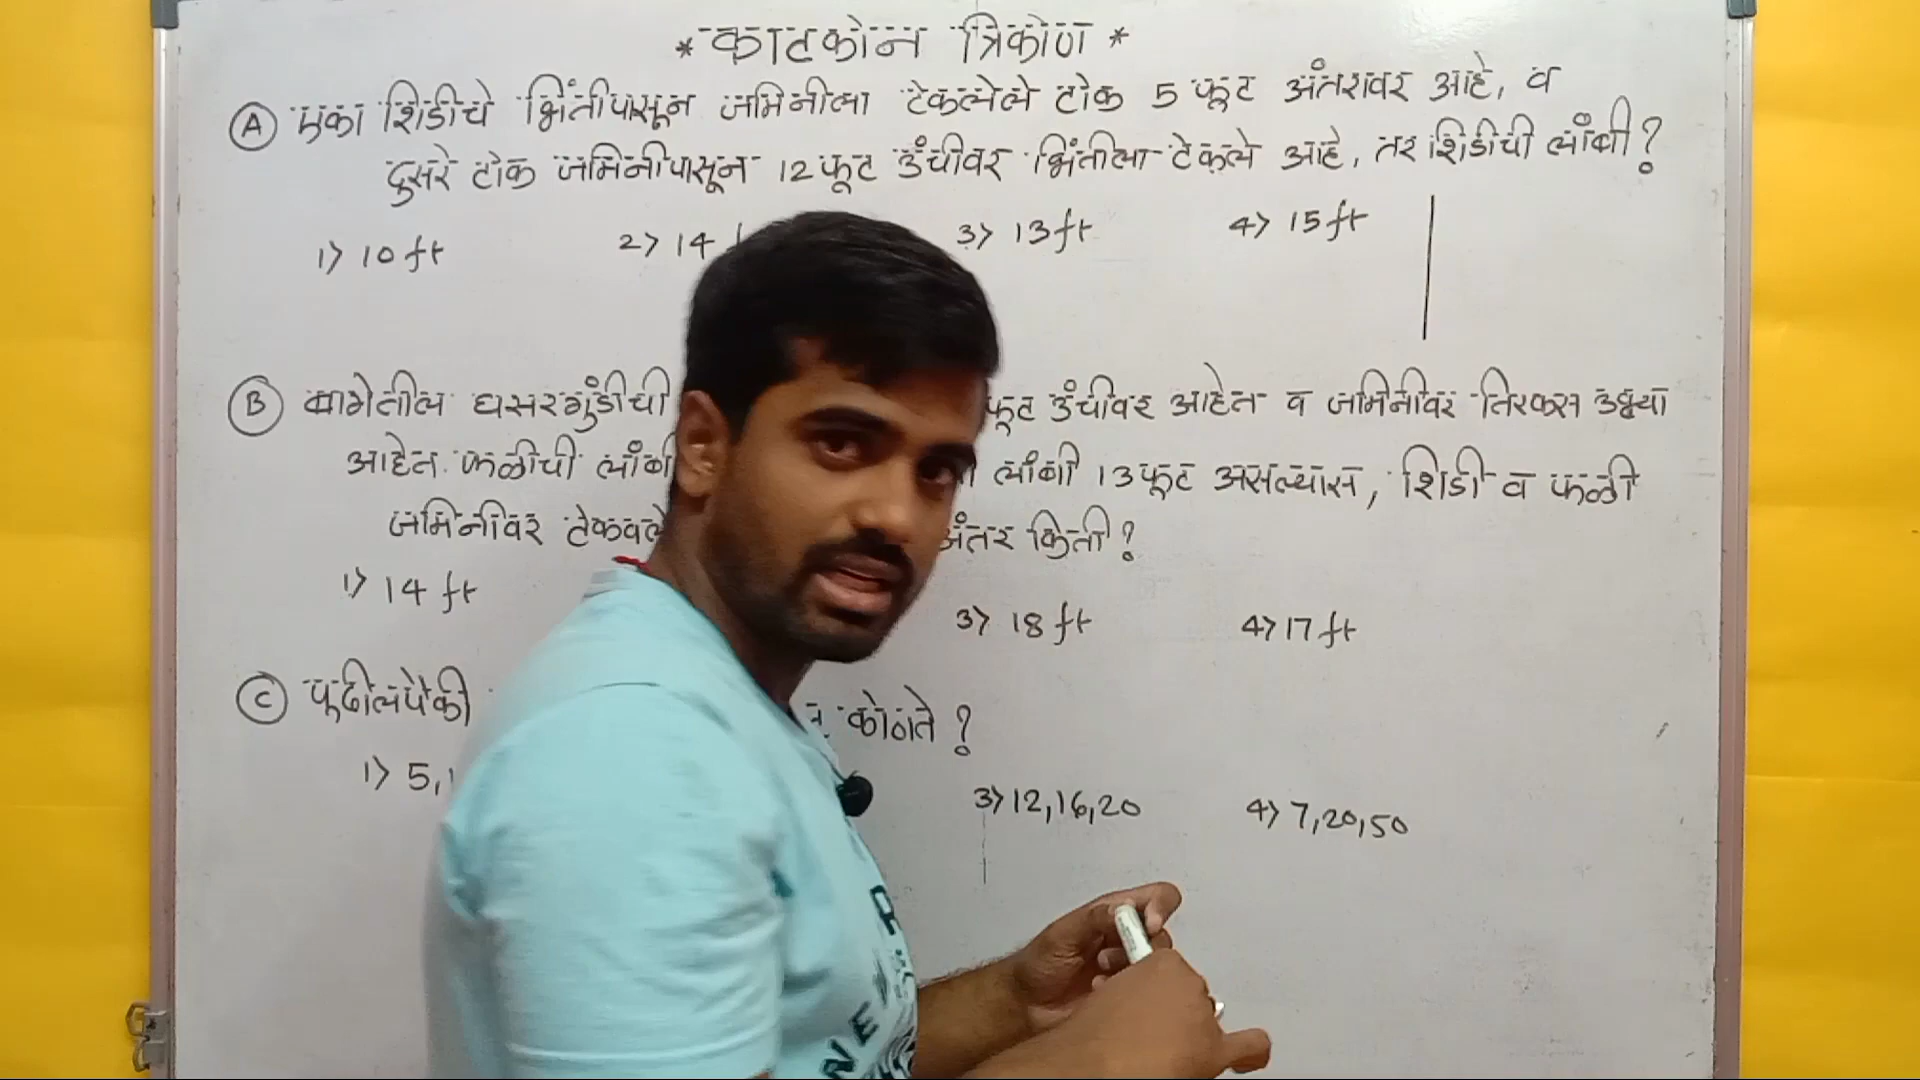 * काटकोन त्रिकोण *
A एका शिडीचे भिंतीपासून जमिनीला टेकलेले टोक 5 फूट अंतरावर आहे, व
दुसरे टोक जमिनीपासून 12 फूट उंचीवर भिंतीला टेकले आहे, तर शिडीची लांबी?
1> 10 ft 2> 14 3> 13 ft 4> 15 ft
B बागेतील घसरगुंडीची फूट उंचीवर आहेत व जमिनीवर तिरकस उभ्या
आहेत. फळीची लांबी लांबी 13 फूट असल्यास, शिडी व फळी
जमिनीवर टेकवले अंतर किती?
1> 14 ft 3> 18 ft 4> 17 ft
C पूढीलपैकी कोणते?
1> 5, 3> 12,16,20 4> 7,20,50
NE